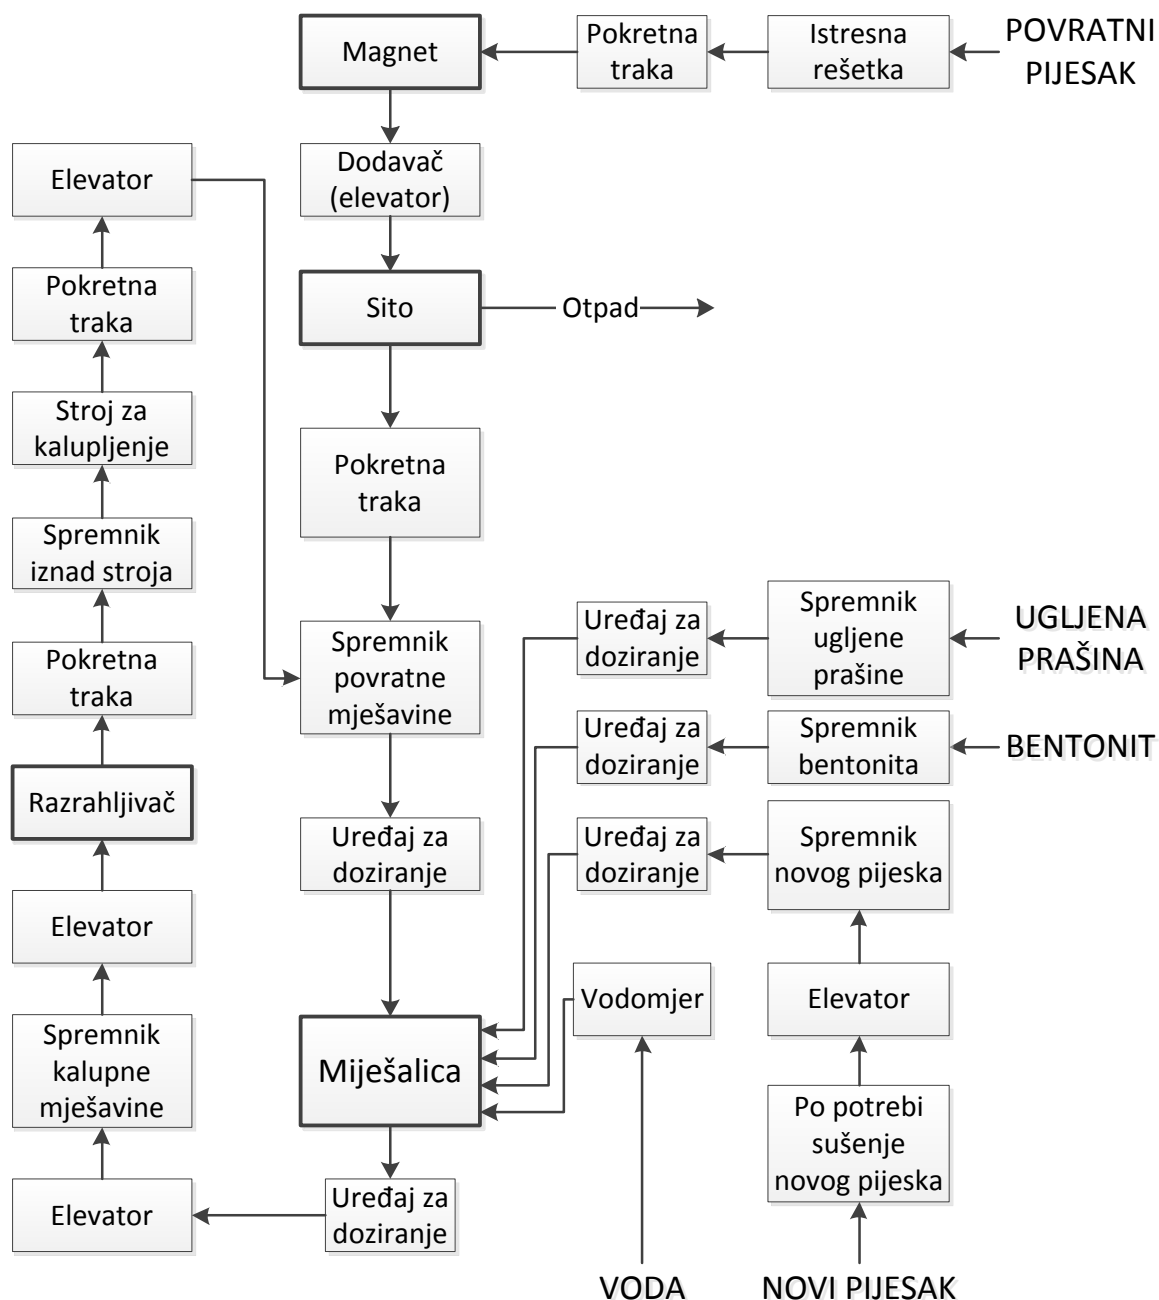 Magnet
Pokretna
traka
Istresna
rešetka
POVRATNI
PIJESAK
Elevator
Dodavač
(elevator)
Pokretna
traka
Sito
Otpad
Stroj za
kalupljenje
Pokretna
traka
Spremnik
iznad stroja
Spremnik
povratne
mješavine
Uređaj za
doziranje
Spremnik
ugljene
prašine
UGLJENA
PRAŠINA
Pokretna
traka
Uređaj za
doziranje
Spremnik
bentonita
BENTONIT
Razrahljivač
Uređaj za
doziranje
Uređaj za
doziranje
Spremnik
novog pijeska
Elevator
Vodomjer
Elevator
Spremnik
kalupne
mješavine
Miješalica
Po potrebi
sušenje
novog pijeska
Elevator
Uređaj za
doziranje
VODA
NOVI PIJESAK